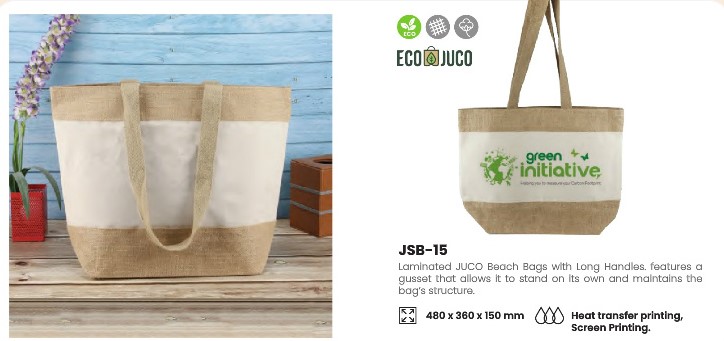 ECO
ECO JUCO
green
initiative
JSB-15
Laminated JUCO Beach Bags with Long Handles. features a
gusset that allows it to stand on its own and maintains the
bag's structure.
480 x 360 x 150 mm
Heat transfer printing,
Screen Printing.